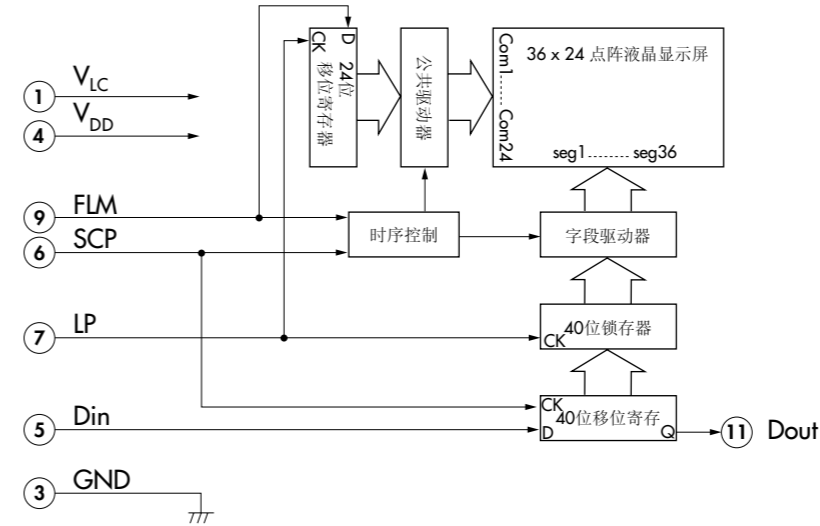 D
CK
24位
移位寄存器
公共驱动器
Com1...... Com24
36 x 24 点阵液晶显示屏
seg1......... seg36
1 VLC
4 VDD
9 FLM
6 SCP
时序控制
字段驱动器
7 LP
40位锁存器
CK
5 Din
CK
40位移位寄存
D
Q
11 Dout
3 GND